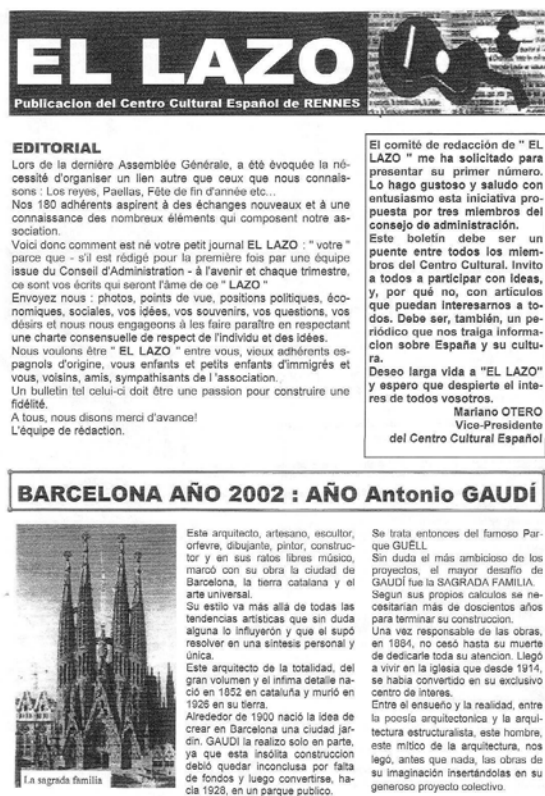 EL LAZO
Publicacion del Centro Cultural Español de RENNES
EDITORIAL
Lors de la dernière Assemblée Générale, a été évoquée la né-
cessité d'organiser un lien autre que ceux que nous connais-
sons : Los reyes, Paellas, Fête de fin d'année etc...
Nos 180 adhérents aspirent à des échanges nouveaux et à une
connaissance des nombreux éléments qui composent notre as-
sociation.
Voici donc comment est né votre petit journal EL LAZO : " votre "
parce que - s'il est rédigé pour la première fois par une équipe
issue du Conseil d'Administration - à l'avenir et chaque trimestre,
ce sont vos écrits qui seront l'âme de ce " LAZO "
Envoyez nous : photos, points de vue, positions politiques, éco-
nomiques, sociales, vos idées, vos souvenirs, vos questions, vos
désirs et nous nous engageons à les faire paraître en respectant
une charte consensuelle de respect de l'individu et des idées.
Nous voulons être " EL LAZO " entre vous, vieux adhérents es-
pagnols d'origine, vous enfants et petits enfants d'immigrés et
vous, voisins, amis, sympathisants de l 'association.
Un bulletin tel celui-ci doit être une passion pour construire une
fidélité.
A tous, nous disons merci d'avance!
L'équipe de rédaction.
El comité de redacción de " EL
LAZO " me ha solicitado para
presentar su primer número.
Lo hago gustoso y saludo con
entusiasmo esta iniciativa pro-
puesta por tres miembros del
consejo de administración.
Este boletin debe ser un
puente entre todos los miem-
bros del Centro Cultural. Invito
a todos a participar con ideas,
y, por qué no, con articulos
que puedan interesarnos a to-
dos. Debe ser, también, un pe-
riódico que nos traiga informa-
cion sobre España y su cultu-
ra.
Deseo larga vida a "EL LAZO"
y espero que despierte el inte-
res de todos vosotros.
Mariano OTERO
Vice-Presidente
del Centro Cultural Español
BARCELONA AÑO 2002 : AÑO Antonio GAUDÍ
La sagrada familia
Este arquitecto, artesano, escultor,
orfevre, dibujante, pintor, construc-
tor y en sus ratos libres músico,
marcó con su obra la ciudad de
Barcelona, la tierra catalana y el
arte universal.
Su estilo va más allá de todas las
tendencias artísticas que sin duda
alguna lo influyerón y que el supó
resolver en una sintesis personal y
única.
Este arquitecto de la totalidad, del
gran volumen y el infima detalle na-
ció en 1852 en cataluña y murió en
1926 en su tierra.
Alrededor de 1900 nació la idea de
crear en Barcelona una ciudad jar-
din. GAUDI la realizo solo en parte,
ya que esta insólita construccion
debió quedar inconclusa por falta
de fondos y luego convertirse, ha-
cia 1928, en un parque publico.
Se trata entonces del famoso Par-
que GUËLL
Sin duda el más ambicioso de los
proyectos, el mayor desafio de
GAUDÍ fue la SAGRADA FAMILIA.
Segun sus propios calculos se ne-
cesitarian más de doscientos años
para terminar su construccion.
Una vez responsable de las obras,
en 1884, no cesó hasta su muerte
de dedicarle toda su atencion. Llegó
a vivir en la iglesia que desde 1914,
se habia convertido en su exclusivo
centro de interes.
Entre el ensueño y la realidad, entre
la poesía arquitectonica y la arqui-
tectura estructuralista, este hombre,
este mítico de la arquitectura, nos
legó, antes que nada, las obras de
su imaginación insertándolas en su
generoso proyecto colectivo.